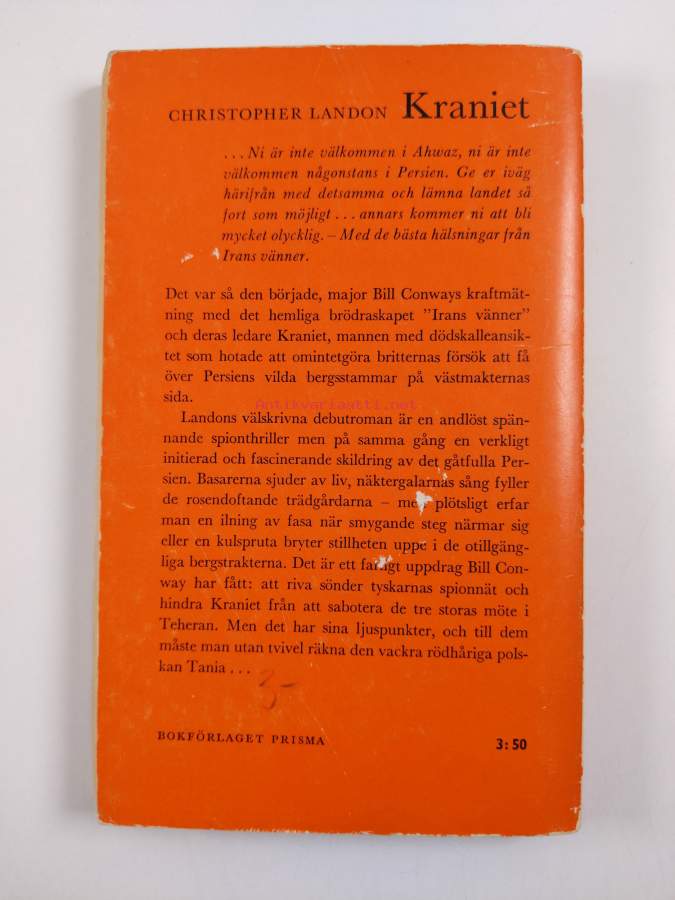 CHRISTOPHER LANDON Kraniet
...Ni är inte välkommen i Ahwaz, ni är inte
välkommen någonstans i Persien. Ge er iväg
härifrån med detsamma och lämna landet så
fort som möjligt ... annars kommer ni att bli
mycket olycklig. – Med de bästa hälsningar från
Irans vänner.
Det var så den började, major Bill Conways kraftmät-
ning med det hemliga brödraskapet ”Irans vänner”
och deras ledare Kraniet, mannen med dödskalleansik-
tet som hotade att omintetgöra britternas försök att få
över Persiens vilda bergsstammar på västmakternas
sida.
Antikvariaatti.net
Landons välskrivna debutroman är en andlöst spän-
nande spionthriller men på samma gång en verkligt
initierad och fascinerande skildring av det gåtfulla Per-
sien. Basarerna sjuder av liv, näktergalarnas sång fyller
de rosendoftande trädgårdarna – men plötsligt erfar
man en ilning av fasa när smygande steg närmar sig
eller en kulspruta bryter stillheten uppe i de otillgäng-
liga bergstrakterna. Det är ett farligt uppdrag Bill Con-
way har fått: att riva sönder tyskarnas spionnät och
hindra Kraniet från att sabotera de tre storas möte i
Teheran. Men det har sina ljuspunkter, och till dem
måste man utan tvivel räkna den vackra rödhåriga pols-
kan Tania ...
3-
BOKFÖRLAGET PRISMA 3:50